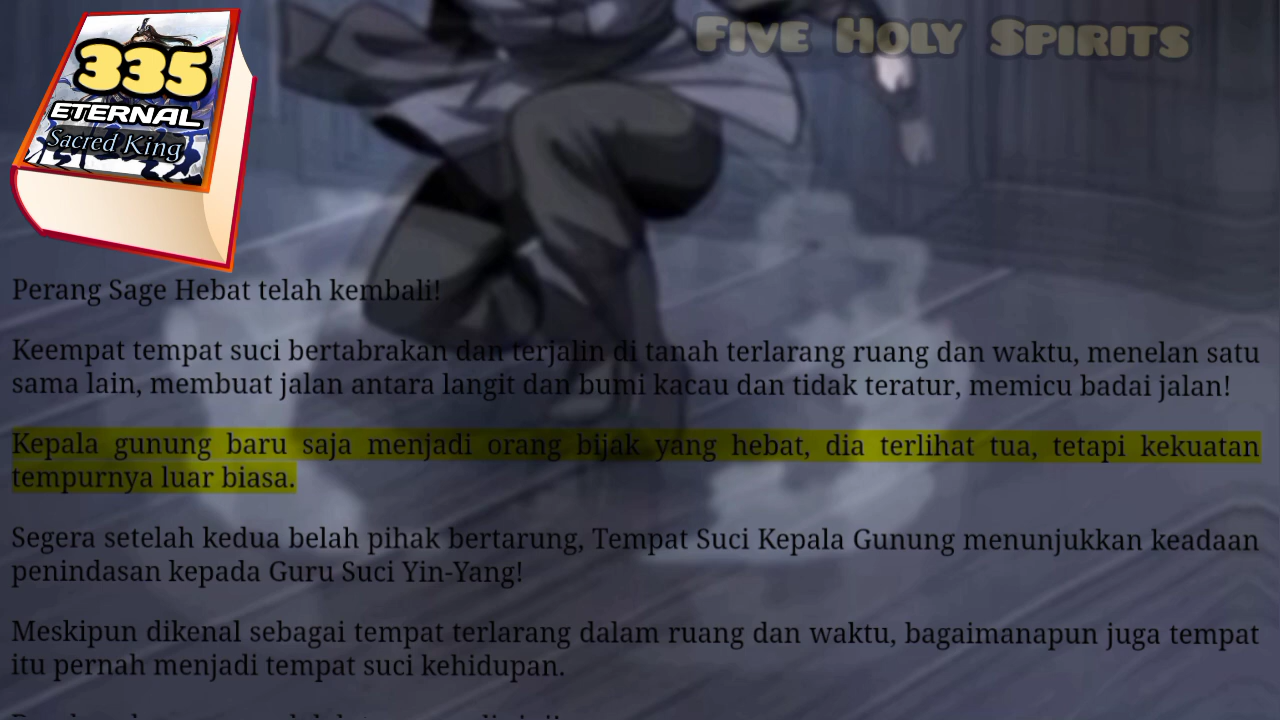 Five Holy Spirits
335
ETERNAL
Sacred King
Perang Sage Hebat telah kembali!
Keempat tempat suci bertabrakan dan terjalin di tanah terlarang ruang dan waktu, menelan satu
sama lain, membuat jalan antara langit dan bumi kacau dan tidak teratur, memicu badai jalan!
Kepala gunung baru saja menjadi orang bijak yang hebat, dia terlihat tua, tetapi kekuatan
tempurnya luar biasa.
Segera setelah kedua belah pihak bertarung, Tempat Suci Kepala Gunung menunjukkan keadaan
penindasan kepada Guru Suci Yin-Yang!
Meskipun dikenal sebagai tempat terlarang dalam ruang dan waktu, bagaimanapun juga tempat
itu pernah menjadi tempat suci kehidupan.